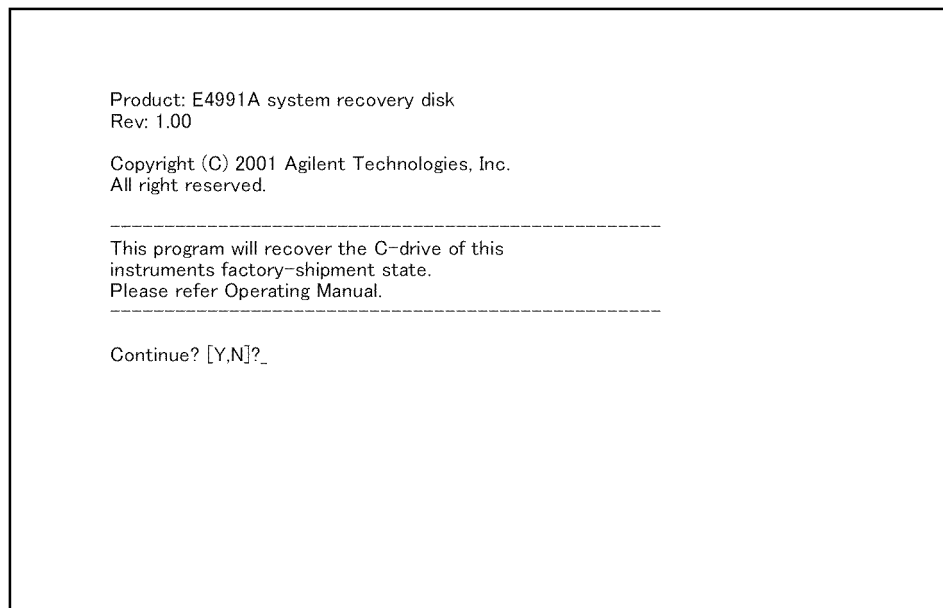 Product: E4991A system recovery disk
Rev: 1.00
Copyright (C) 2001 Agilent Technologies, Inc.
All right reserved.
----------------------------------------------------
This program will recover the C-drive of this
instruments factory-shipment state.
Please refer Operating Manual.
----------------------------------------------------
Continue? [Y,N]?_